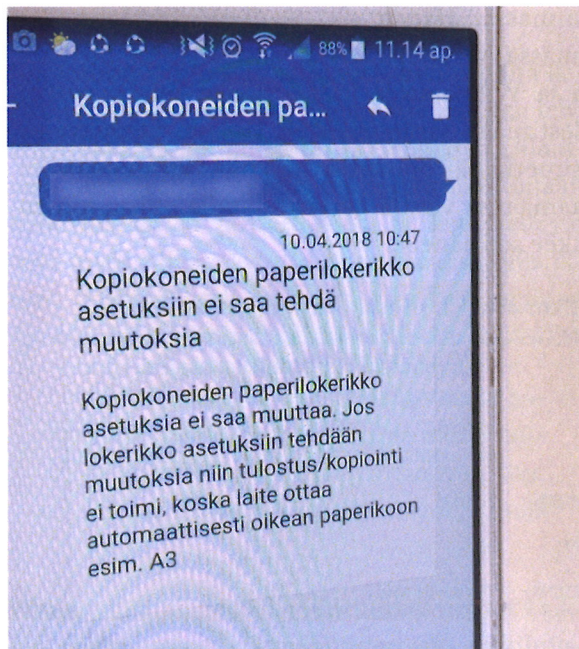 88% 11.14 ap.
Kopiokoneiden pa...
10.04.2018 10:47
Kopiokoneiden paperilokerikko
asetuksiin ei saa tehdä
muutoksia
Kopiokoneiden paperilokerikko
asetuksia ei saa muuttaa. Jos
lokerikko asetuksiin tehdään
muutoksia niin tulostus/kopiointi
ei toimi, koska laite ottaa
automaattisesti oikean paperikoon
esim. A3